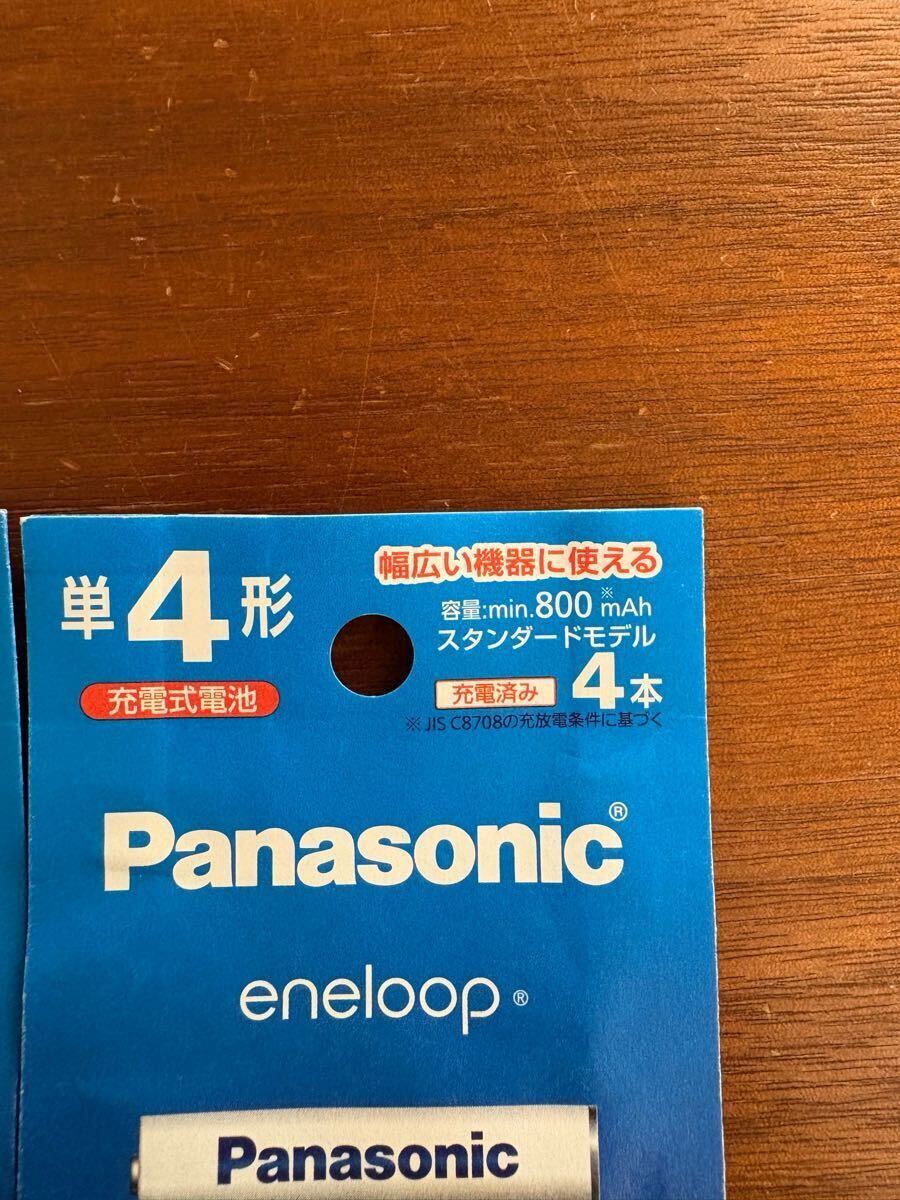 単4形
充電式電池
幅広い機器に使える
容量:min.800※mAh
スタンダードモデル
充電済み 4本
※JIS C8708の充放電条件に基づく
Panasonic®
eneloop®
Panasonic